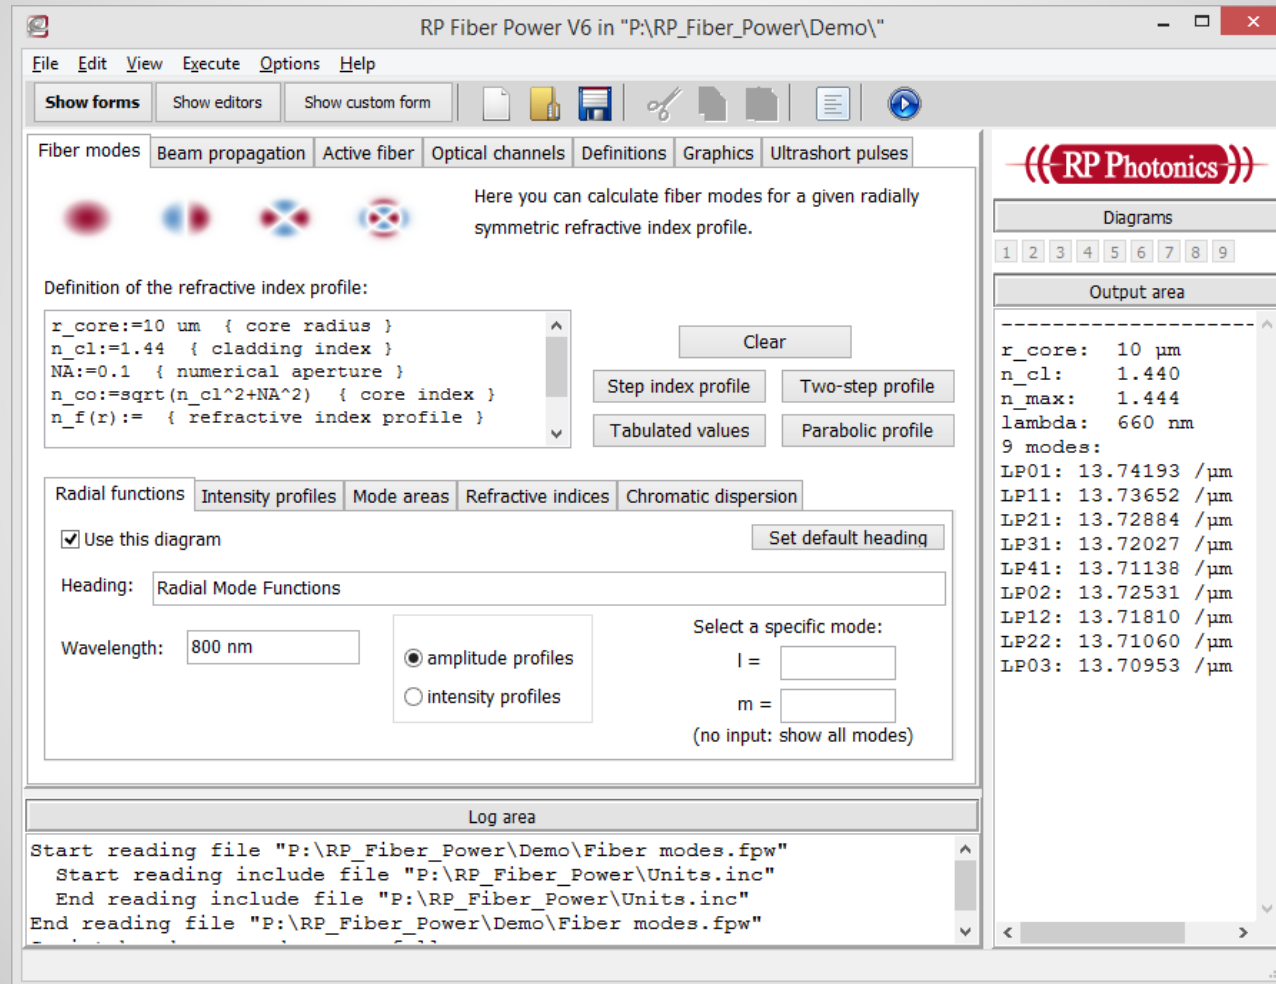 RP Fiber Power V6 in "P:\RP_Fiber_Power\Demo\"
File Edit View Execute Options Help
Show forms Show editors Show custom form
Fiber modes Beam propagation Active fiber Optical channels Definitions Graphics Ultrashort pulses
Here you can calculate fiber modes for a given radially
symmetric refractive index profile.
Definition of the refractive index profile:
r_core:=10 um { core radius }
n_cl:=1.44 { cladding index }
NA:=0.1 { numerical aperture }
n_co:=sqrt(n_cl^2+NA^2) { core index }
n_f(r):= { refractive index profile }
Clear
Step index profile Two-step profile
Tabulated values Parabolic profile
Radial functions Intensity profiles Mode areas Refractive indices Chromatic dispersion
Use this diagram
Set default heading
Heading: Radial Mode Functions
Wavelength: 800 nm
amplitude profiles
intensity profiles
Select a specific mode:
l =
m =
(no input: show all modes)
Log area
Start reading file "P:\RP_Fiber_Power\Demo\Fiber modes.fpw"
Start reading include file "P:\RP_Fiber_Power\Units.inc"
End reading include file "P:\RP_Fiber_Power\Units.inc"
End reading file "P:\RP_Fiber_Power\Demo\Fiber modes.fpw"
RP Photonics
Diagrams
1 2 3 4 5 6 7 8 9
Output area
--------------------
r_core: 10 µm
n_cl: 1.440
n_max: 1.444
lambda: 660 nm
9 modes:
LP01: 13.74193 /µm
LP11: 13.73652 /µm
LP21: 13.72884 /µm
LP31: 13.72027 /µm
LP41: 13.71138 /µm
LP02: 13.72531 /µm
LP12: 13.71810 /µm
LP22: 13.71060 /µm
LP03: 13.70953 /µm